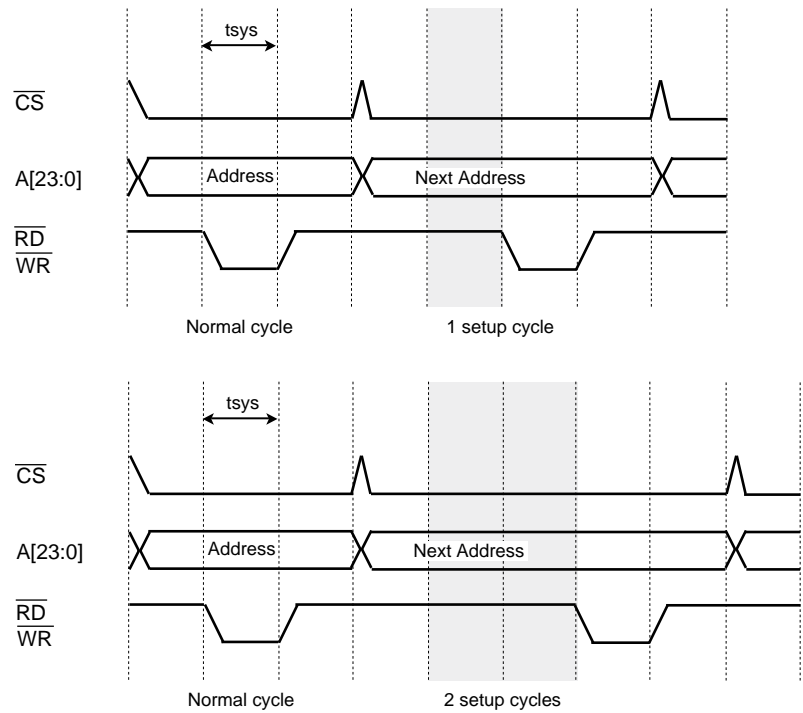 tsys
CS
A[23:0]
Address
Next Address
RD
WR
Normal cycle
1 setup cycle
tsys
CS
A[23:0]
Address
Next Address
RD
WR
Normal cycle
2 setup cycles